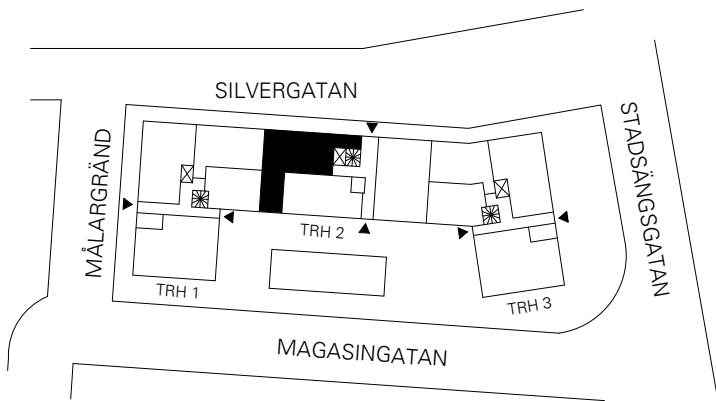 SILVERGATAN
STADSÄNGSGATAN
MÅLARGRÄND
TRH 2
TRH 1
TRH 3
MAGASINGATAN